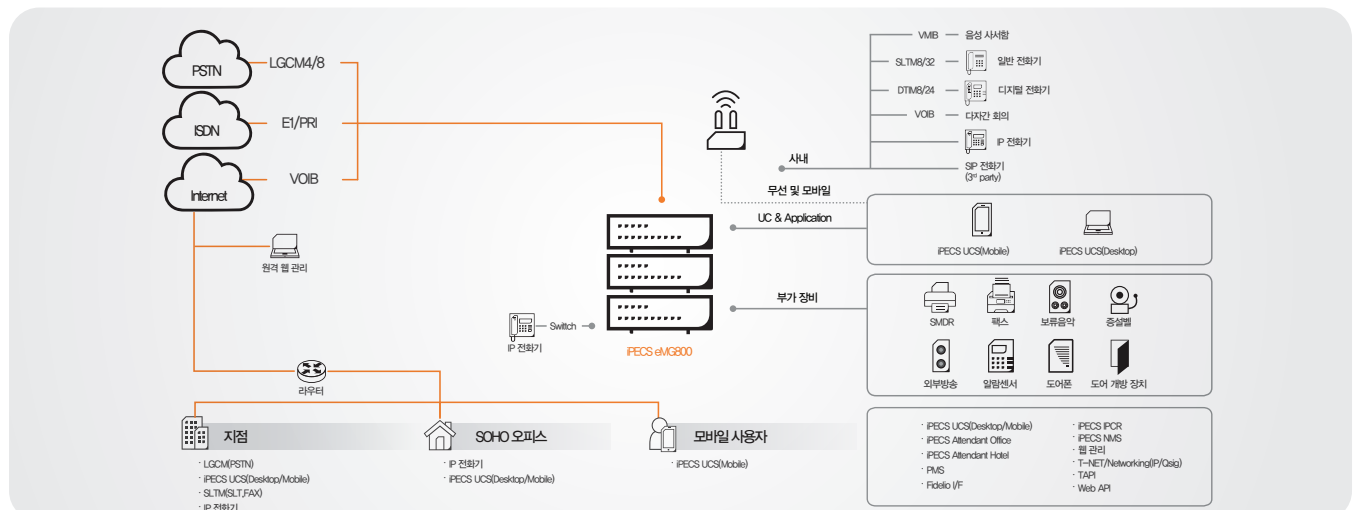 PSTN
LGCM4/8
ISDN
E1/PRI
Internet
VOIB
원격 웹 관리
라우터
IP 전화기
Switch
iPECS eMG800
VMIB
음성 사서함
SLTM8/32
일반 전화기
DTIM8/24
디지털 전화기
VOIB
다자간 회의
IP 전화기
SIP 전화기
(3rd party)
사내
무선 및 모바일
UC & Application
iPECS UCS(Mobile)
iPECS UCS(Desktop)
부가 장비
SMDR
팩스
보류음악
증설벨
외부방송
알람센서
도어폰
도어 개방 장치
지점
· LGCM(PSTN)
· iPECS UCS(Desktop/Mobile)
· SLTM(SLT,FAX)
· IP 전화기
SOHO 오피스
· IP 전화기
· iPECS UCS(Desktop/Mobile)
모바일 사용자
· iPECS UCS(Mobile)
· iPECS UCS(Desktop/Mobile)
· iPECS Attendant Office
· iPECS Attendant Hotel
· PMS
· Fidelio I/F
· iPECS IPCR
· iPECS NMS
· 웹 관리
· T-NET/Networking(IP/Qsig)
· TAPI
· Web API